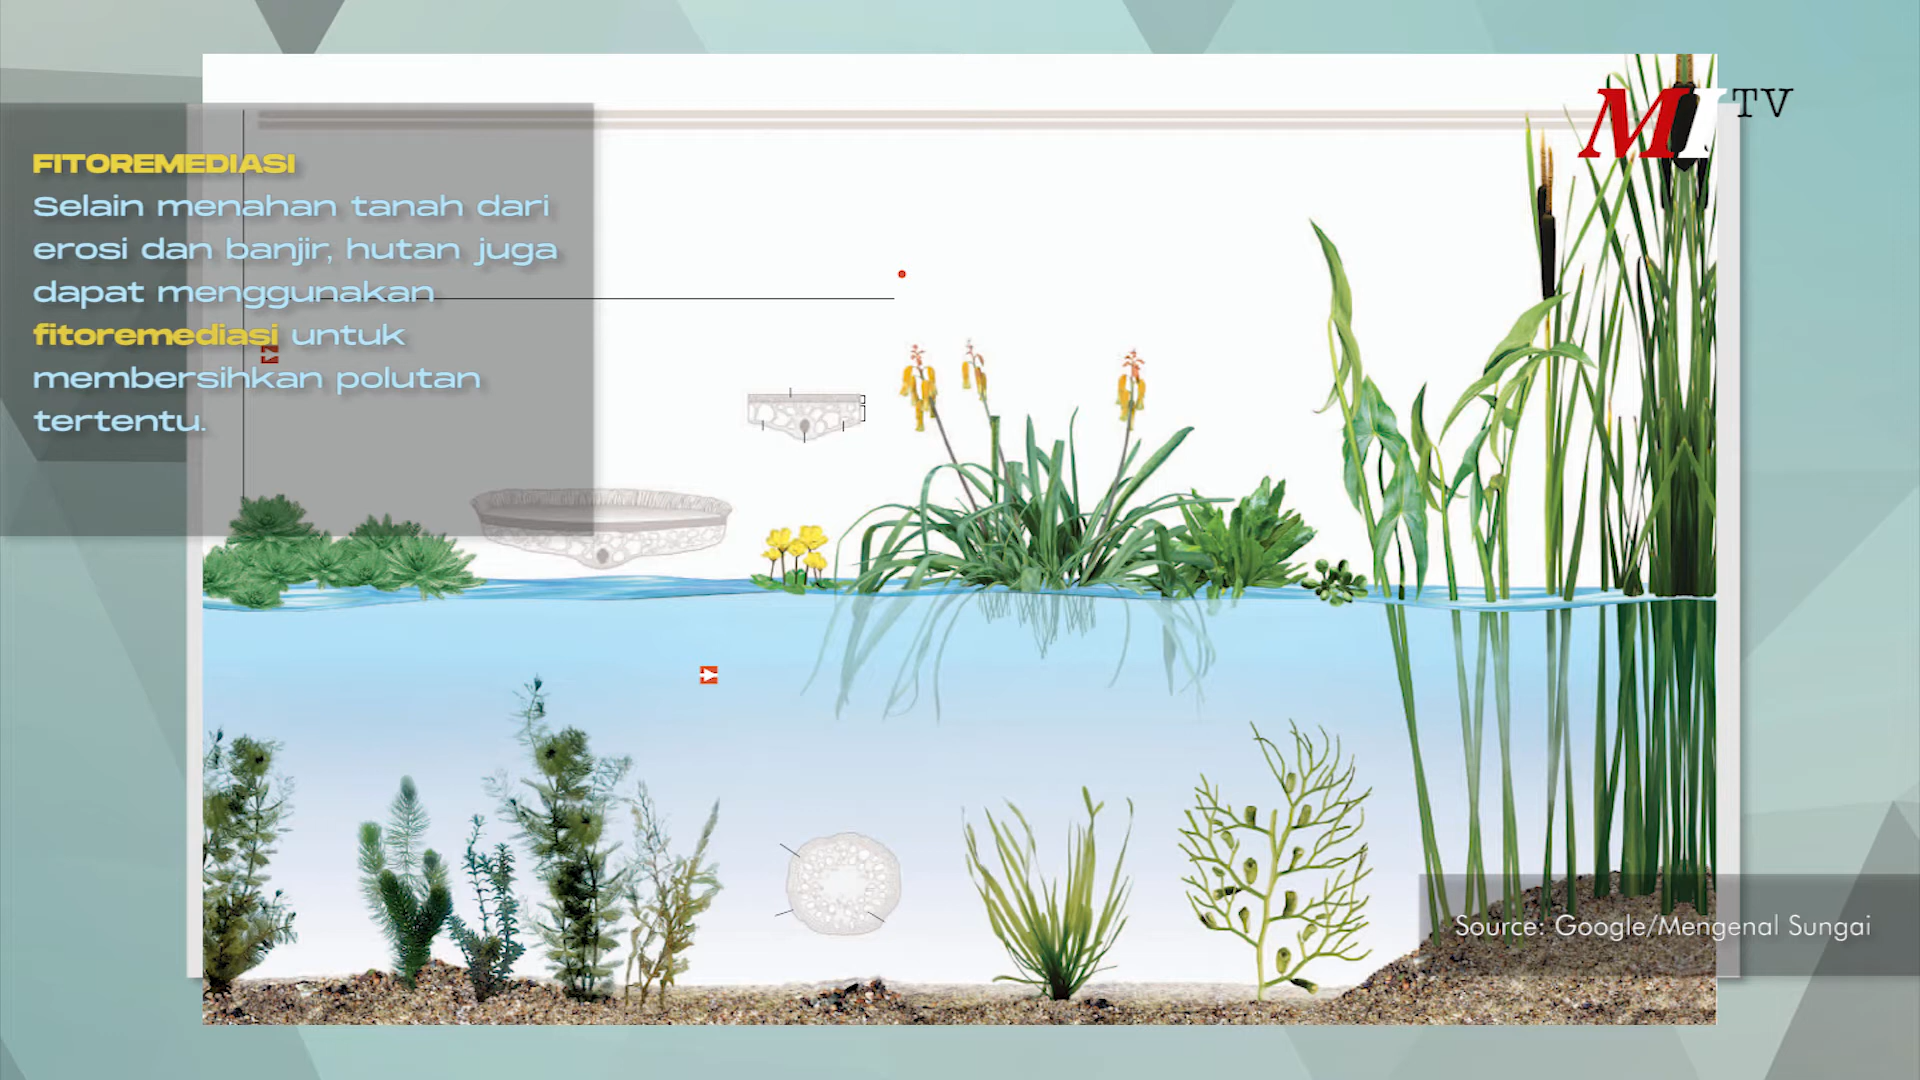 MI TV
FITOREMEDIASI
Selain menahan tanah dari
erosi dan banjir, hutan juga
dapat menggunakan
fitoremediasi untuk
membersihkan polutan
tertentu.
Source: Google/Mengenal Sungai